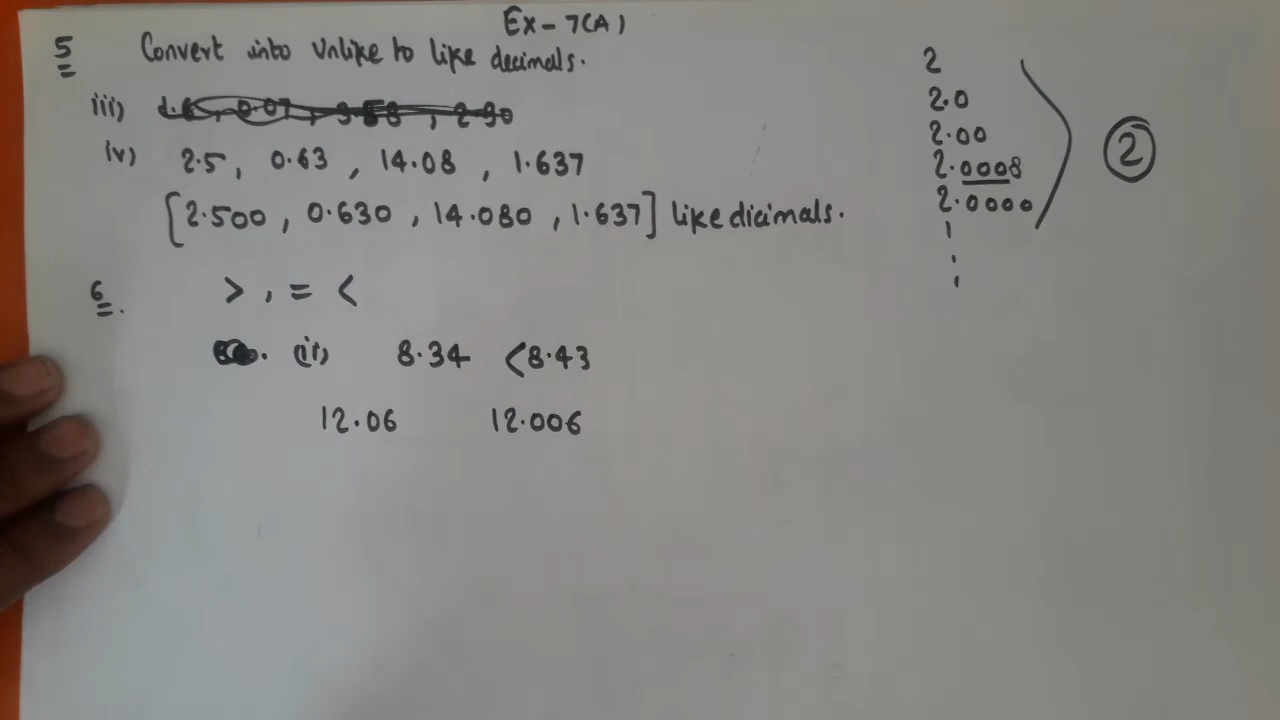 Ex - 7(A)
5 Convert into Unlike to like decimals.
iii)
iv) 2.5, 0.63, 14.08, 1.637
[2.500, 0.630, 14.080, 1.637] like dicimals.
6. >, = <
(ii) 8.34 < 8.43
12.06 12.006
2
2.0
2.00
2.0008
2.0000
2